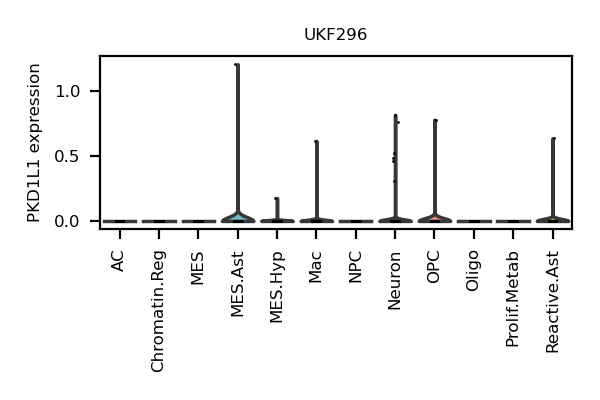 UKF296
PKD1L1 expression
1.0
0.5
0.0
AC
Chromatin.Reg
MES
MES.Ast
MES.Hyp
Mac
NPC
Neuron
OPC
Oligo
Prolif.Metab
Reactive.Ast